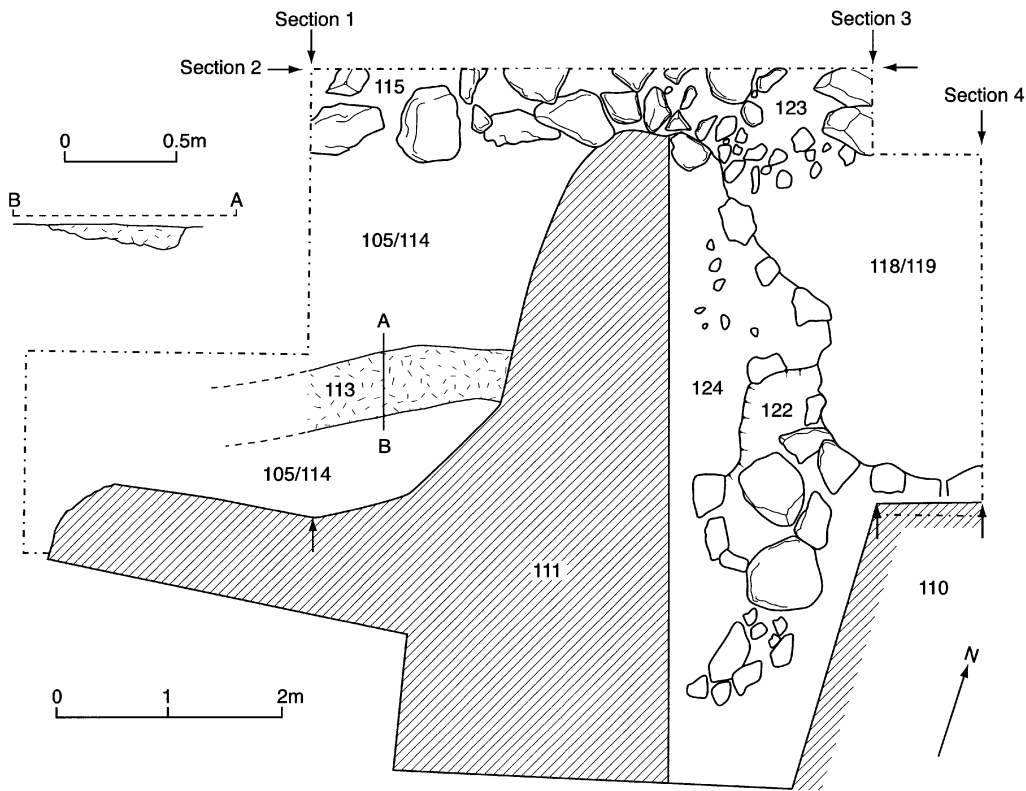 Section 1
Section 3
Section 2
115
123
Section 4
0 0.5m
B A
105/114
118/119
A
113
124
122
B
105/114
111
110
N
0 1 2m